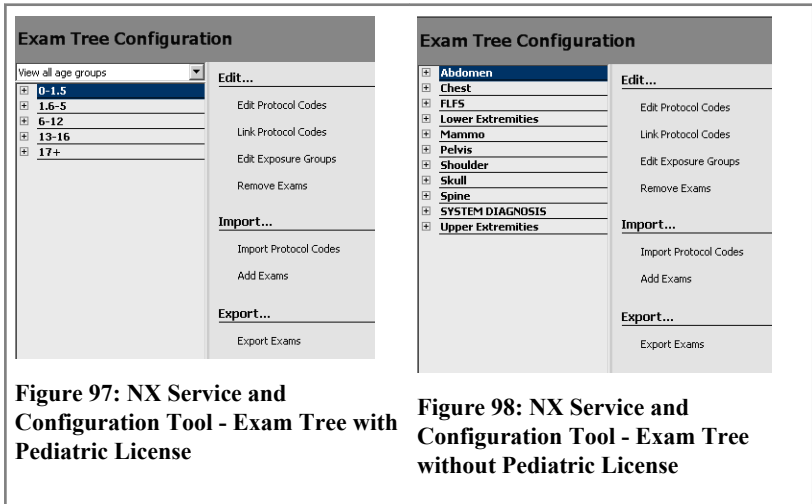 Exam Tree Configuration
View all age groups
0-1.5
1.6-5
6-12
13-16
17+
Edit...
Edit Protocol Codes
Link Protocol Codes
Edit Exposure Groups
Remove Exams
Import...
Import Protocol Codes
Add Exams
Export...
Export Exams
Figure 97: NX Service and
Configuration Tool - Exam Tree with
Pediatric License
Exam Tree Configuration
Abdomen
Chest
FLFS
Lower Extremities
Mammo
Pelvis
Shoulder
Skull
Spine
SYSTEM DIAGNOSIS
Upper Extremities
Edit...
Edit Protocol Codes
Link Protocol Codes
Edit Exposure Groups
Remove Exams
Import...
Import Protocol Codes
Add Exams
Export...
Export Exams
Figure 98: NX Service and
Configuration Tool - Exam Tree
without Pediatric License